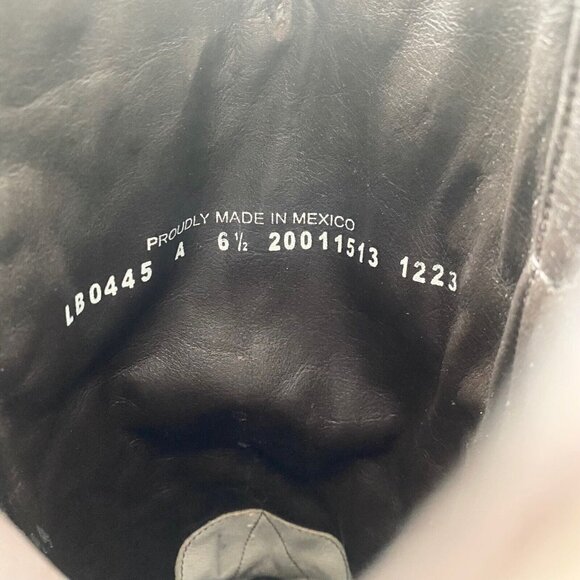 PROUDLY MADE IN MEXICO
LB0445 A 6½ 20011513 1223